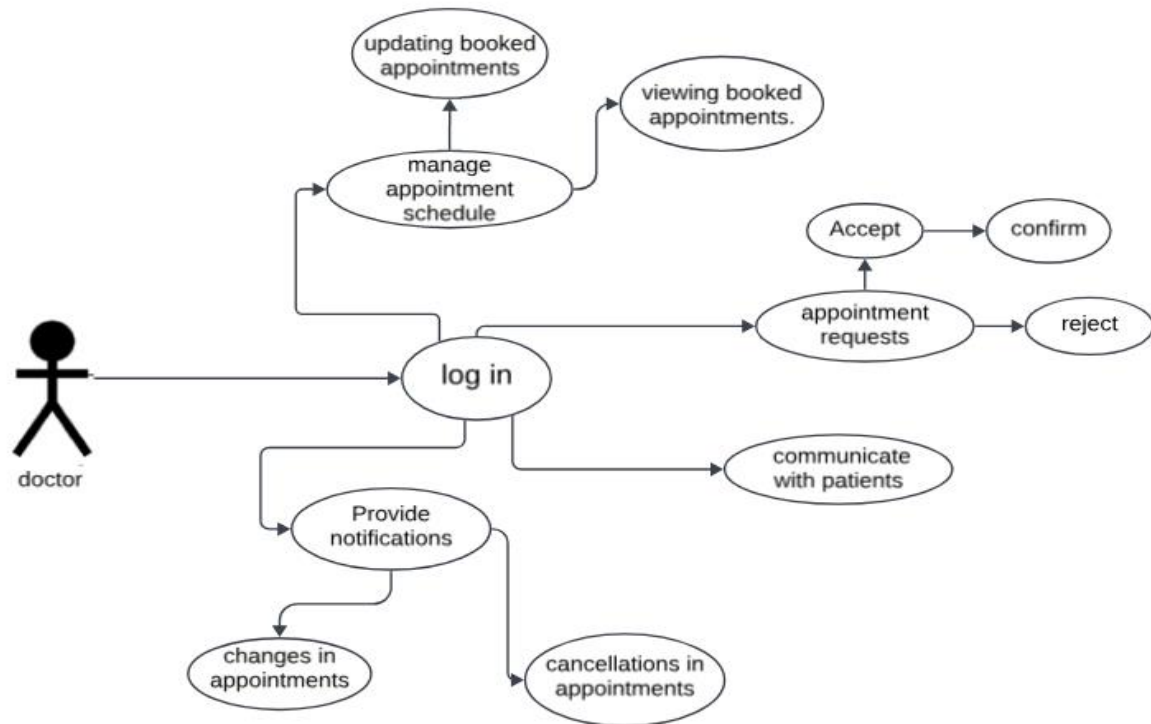 updating booked
appointments
viewing booked
appointments.
manage
appointment
schedule
Accept
confirm
appointment
requests
reject
log in
doctor
communicate
with patients
Provide
notifications
changes in
appointments
cancellations in
appointments